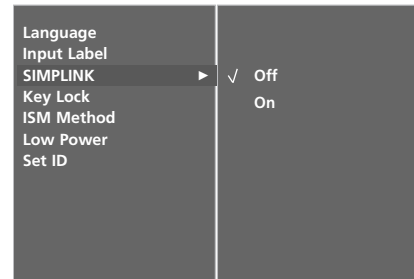 Language
Input Label
SIMPLINK ►
Key Lock
ISM Method
Low Power
Set ID
√ Off
On